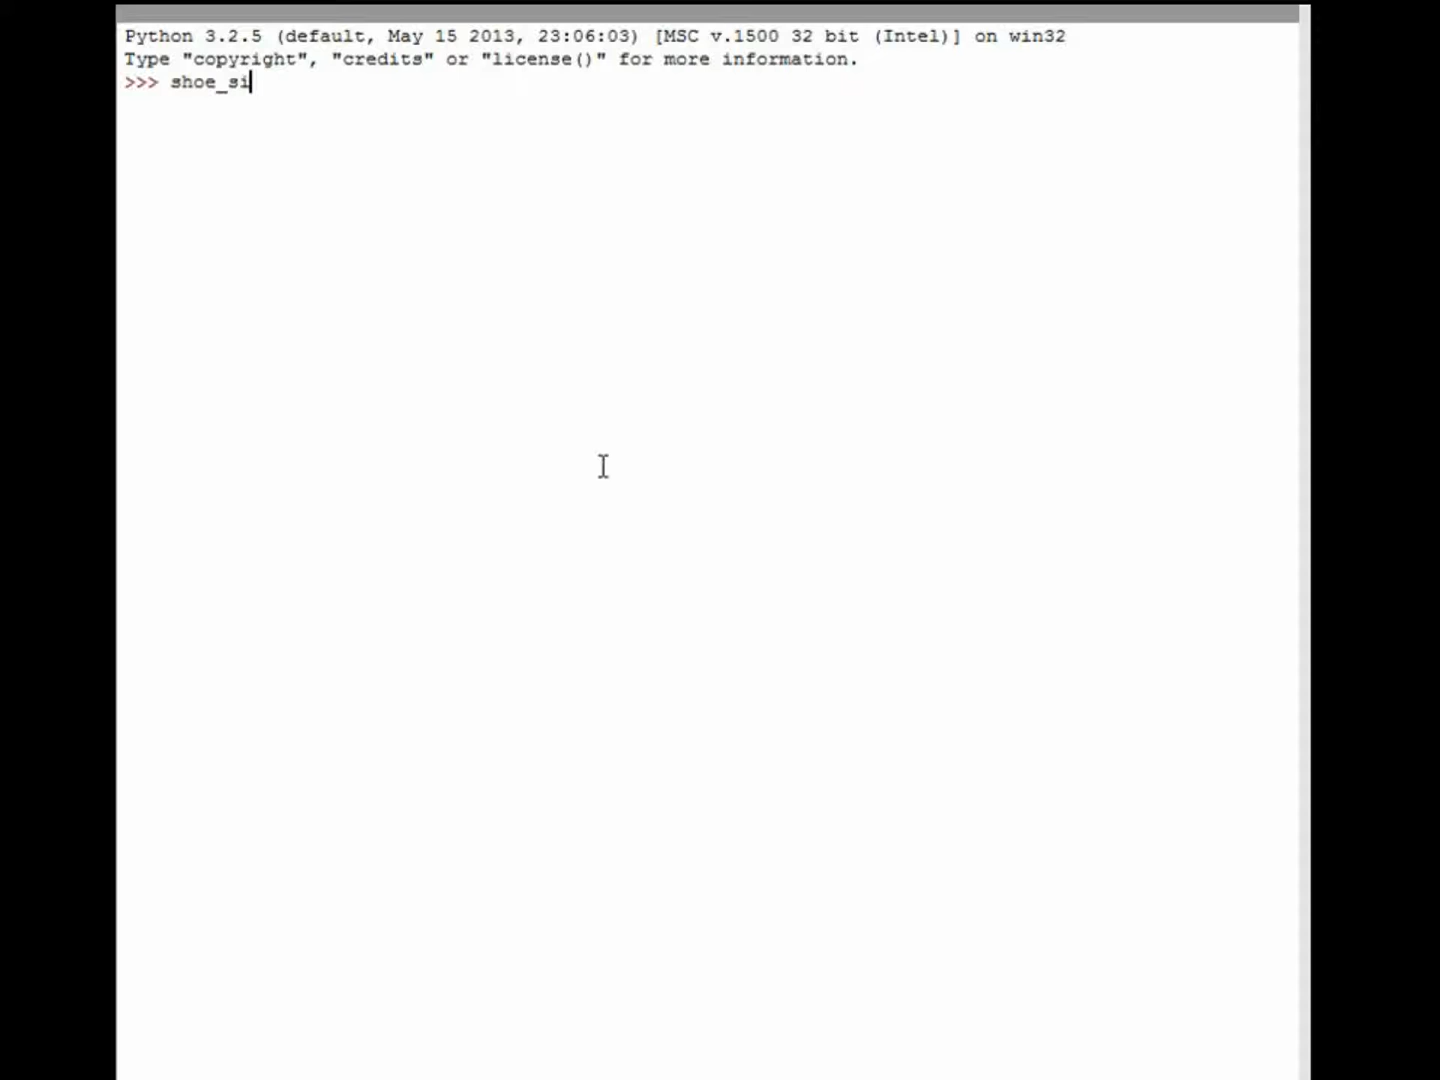 Python 3.2.5 (default, May 15 2013, 23:06:03) [MSC v.1500 32 bit (Intel)] on win32
Type "copyright", "credits" or "license()" for more information.
>>> shoe_si